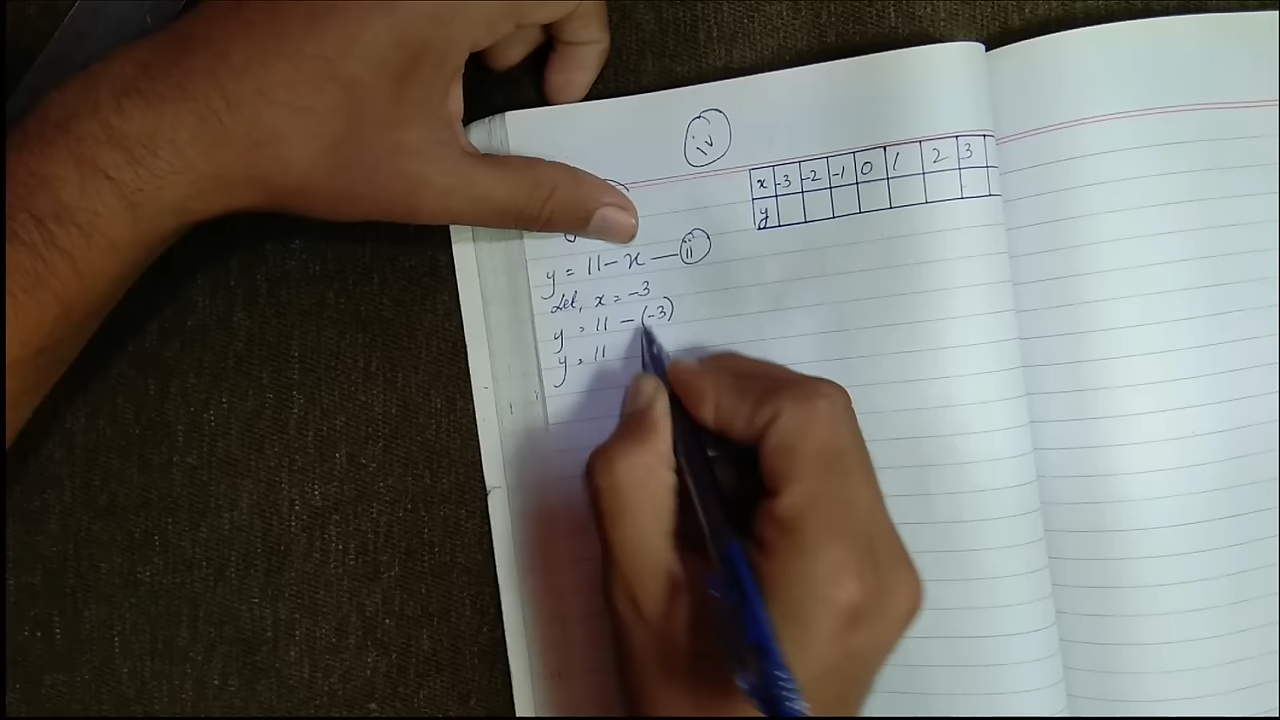 iv
x -3 -2 -1 0 1 2 3
y
y = 11 - x — ii
Let, x = -3
y = 11 - (-3)
y = 11